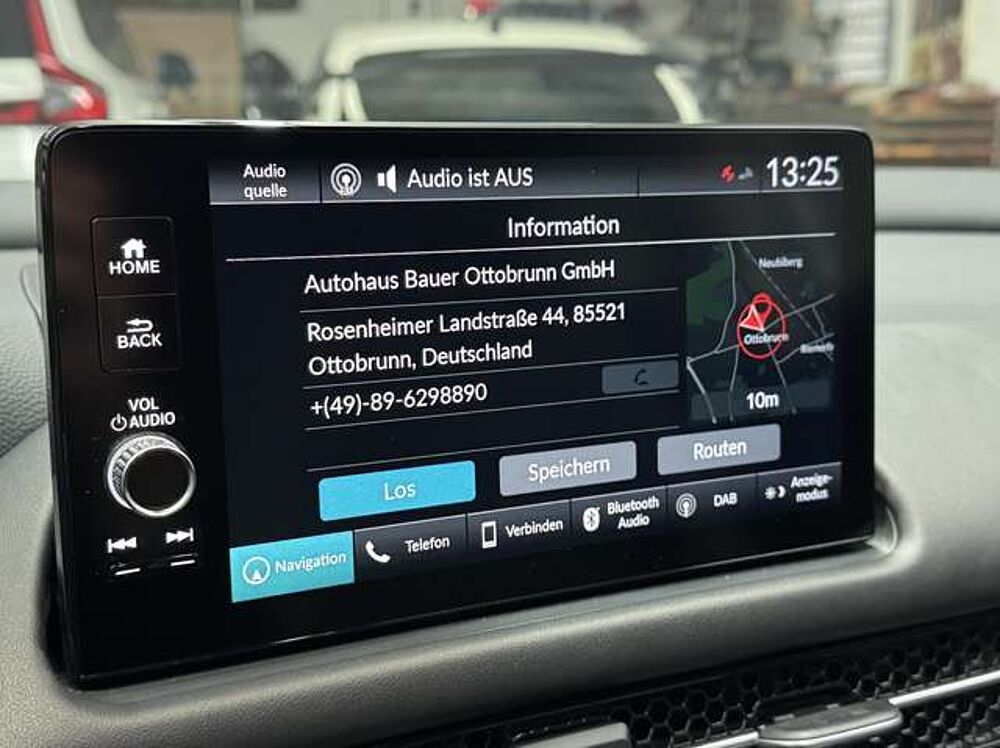 Audio
quelle
Audio ist AUS
13:25
Information
HOME
BACK
VOL
AUDIO
Autohaus Bauer Ottobrunn GmbH
Rosenheimer Landstraße 44, 85521
Ottobrunn, Deutschland
+(49)-89-6298890
Neubiberg
Ottobrunn
10m
Los
Speichern
Routen
Navigation
Telefon
Verbinden
Bluetooth
Audio
DAB
Anzeige-
modus